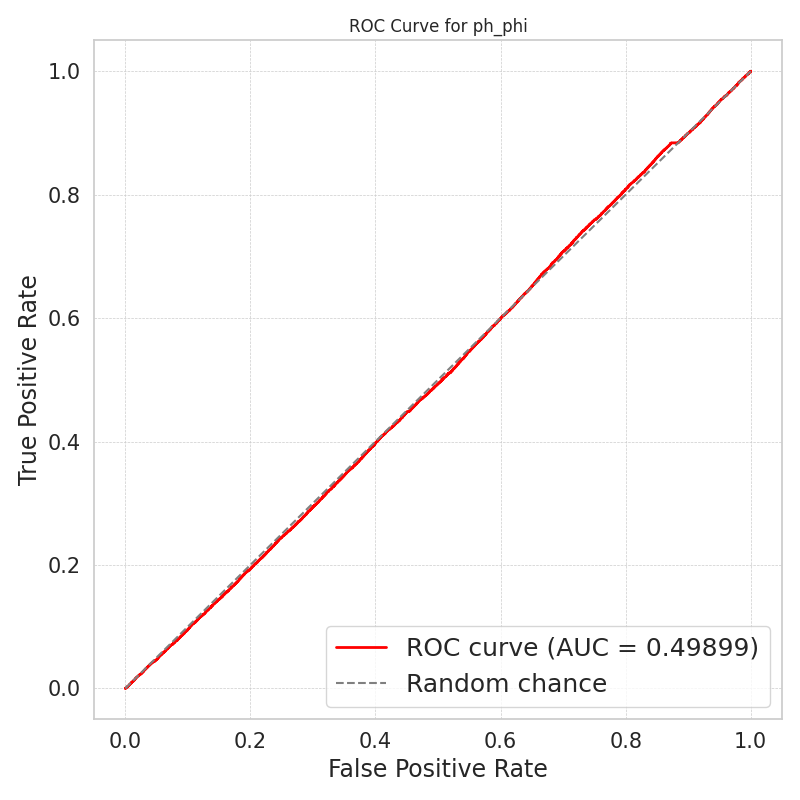 ROC Curve for ph_phi
1.0
0.8
0.6
0.4
0.2
0.0
True Positive Rate
ROC curve (AUC = 0.49899)
Random chance
0.0 0.2 0.4 0.6 0.8 1.0
False Positive Rate